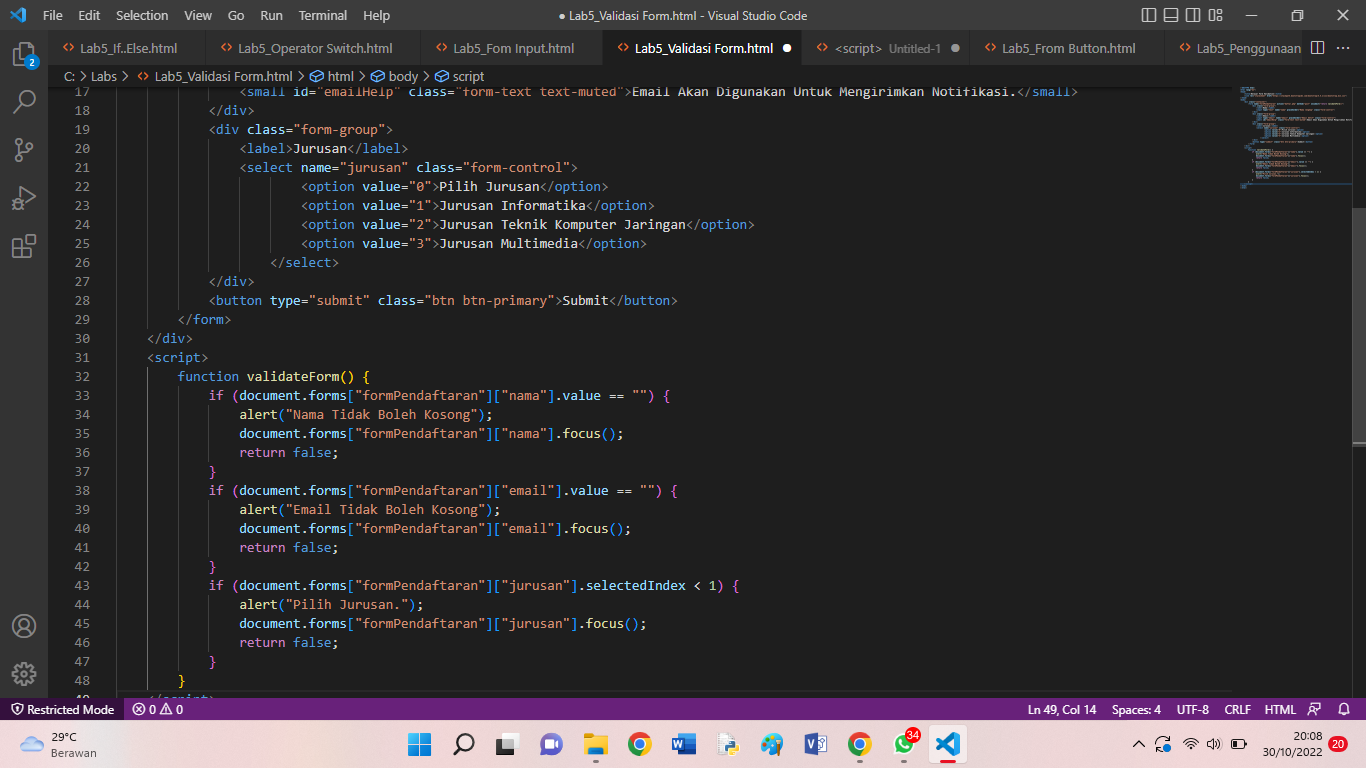 File Edit Selection View Go Run Terminal Help
● Lab5_Validasi Form.html - Visual Studio Code
Lab5_If..Else.html Lab5_Operator Switch.html Lab5_Fom Input.html Lab5_Validasi Form.html <script> Untitled-1 Lab5_From Button.html Lab5_Penggunaan
C: > Labs > Lab5_Validasi Form.html > html > body > script
17 <small id="emailHelp" class="form-text text-muted">Email Akan Digunakan Untuk Mengirimkan Notifikasi.</small>
18 </div>
19 <div class="form-group">
20 <label>Jurusan</label>
21 <select name="jurusan" class="form-control">
22 <option value="0">Pilih Jurusan</option>
23 <option value="1">Jurusan Informatika</option>
24 <option value="2">Jurusan Teknik Komputer Jaringan</option>
25 <option value="3">Jurusan Multimedia</option>
26 </select>
27 </div>
28 <button type="submit" class="btn btn-primary">Submit</button>
29 </form>
30 </div>
31 <script>
32 function validateForm() {
33 if (document.forms["formPendaftaran"]["nama"].value == "") {
34 alert("Nama Tidak Boleh Kosong");
35 document.forms["formPendaftaran"]["nama"].focus();
36 return false;
37 }
38 if (document.forms["formPendaftaran"]["email"].value == "") {
39 alert("Email Tidak Boleh Kosong");
40 document.forms["formPendaftaran"]["email"].focus();
41 return false;
42 }
43 if (document.forms["formPendaftaran"]["jurusan"].selectedIndex < 1) {
44 alert("Pilih Jurusan.");
45 document.forms["formPendaftaran"]["jurusan"].focus();
46 return false;
47 }
48 }
49 </script>
2
Restricted Mode 0 0 Ln 49, Col 14 Spaces: 4 UTF-8 CRLF HTML
29°C
Berawan
34
20:08
30/10/2022
20